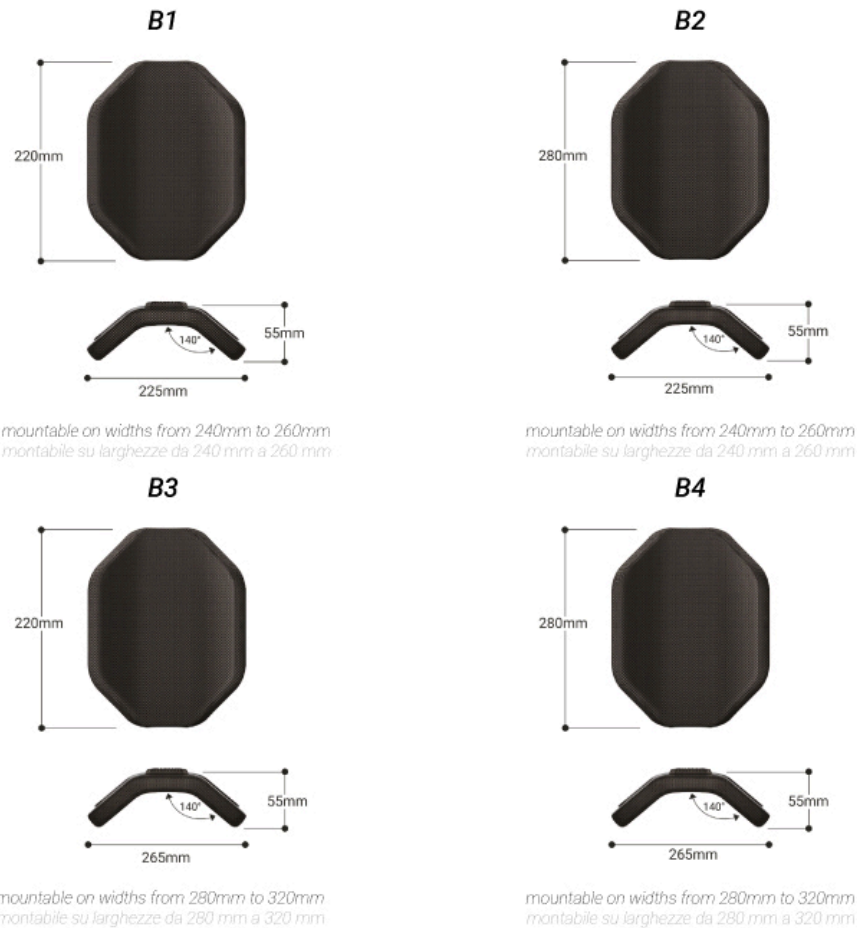 B1
220mm
55mm
140°
225mm
mountable on widths from 240mm to 260mm
montabile su larghezze da 240 mm a 260 mm
B2
280mm
55mm
140°
225mm
mountable on widths from 240mm to 260mm
montabile su larghezze da 240 mm a 260 mm
B3
220mm
55mm
140°
265mm
mountable on widths from 280mm to 320mm
montabile su larghezze da 280 mm a 320 mm
B4
280mm
55mm
140°
265mm
mountable on widths from 280mm to 320mm
montabile su larghezze da 280 mm a 320 mm